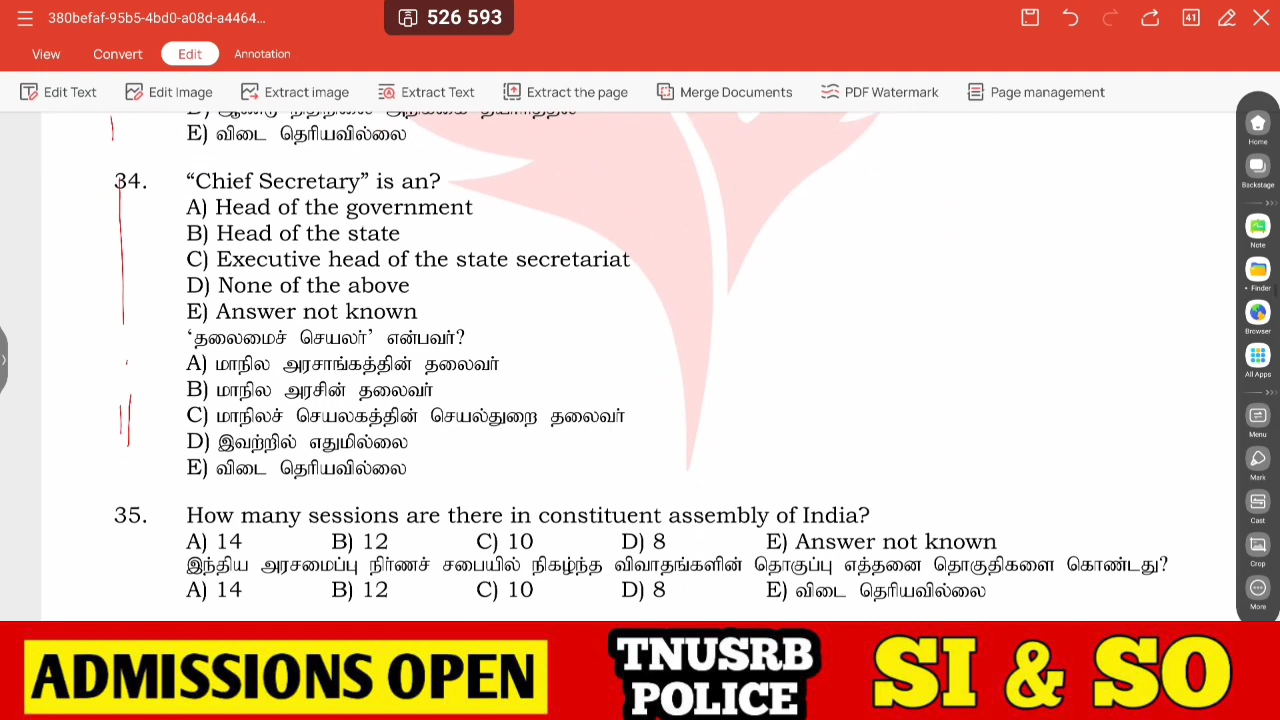 380befaf-95b5-4bd0-a08d-a4464...
526 593
41
View Convert Edit Annotation
Edit Text Edit Image Extract image Extract Text Extract the page Merge Documents PDF Watermark Page management
E) விடை தெரியவில்லை
34. “Chief Secretary” is an?
A) Head of the government
B) Head of the state
C) Executive head of the state secretariat
D) None of the above
E) Answer not known
‘தலைமைச் செயலர்’ என்பவர்?
A) மாநில அரசாங்கத்தின் தலைவர்
B) மாநில அரசின் தலைவர்
C) மாநிலச் செயலகத்தின் செயல்துறை தலைவர்
D) இவற்றில் எதுமில்லை
E) விடை தெரியவில்லை
35. How many sessions are there in constituent assembly of India?
A) 14 B) 12 C) 10 D) 8 E) Answer not known
இந்திய அரசமைப்பு நிர்ணச் சபையில் நிகழ்ந்த விவாதங்களின் தொகுப்பு எத்தனை தொகுதிகளை கொண்டது?
A) 14 B) 12 C) 10 D) 8 E) விடை தெரியவில்லை
Home
Backstage
Note
Finder
Browser
All Apps
Menu
Mark
Cast
Crop
More
ADMISSIONS OPEN
TNUSRB
POLICE
SI & SO